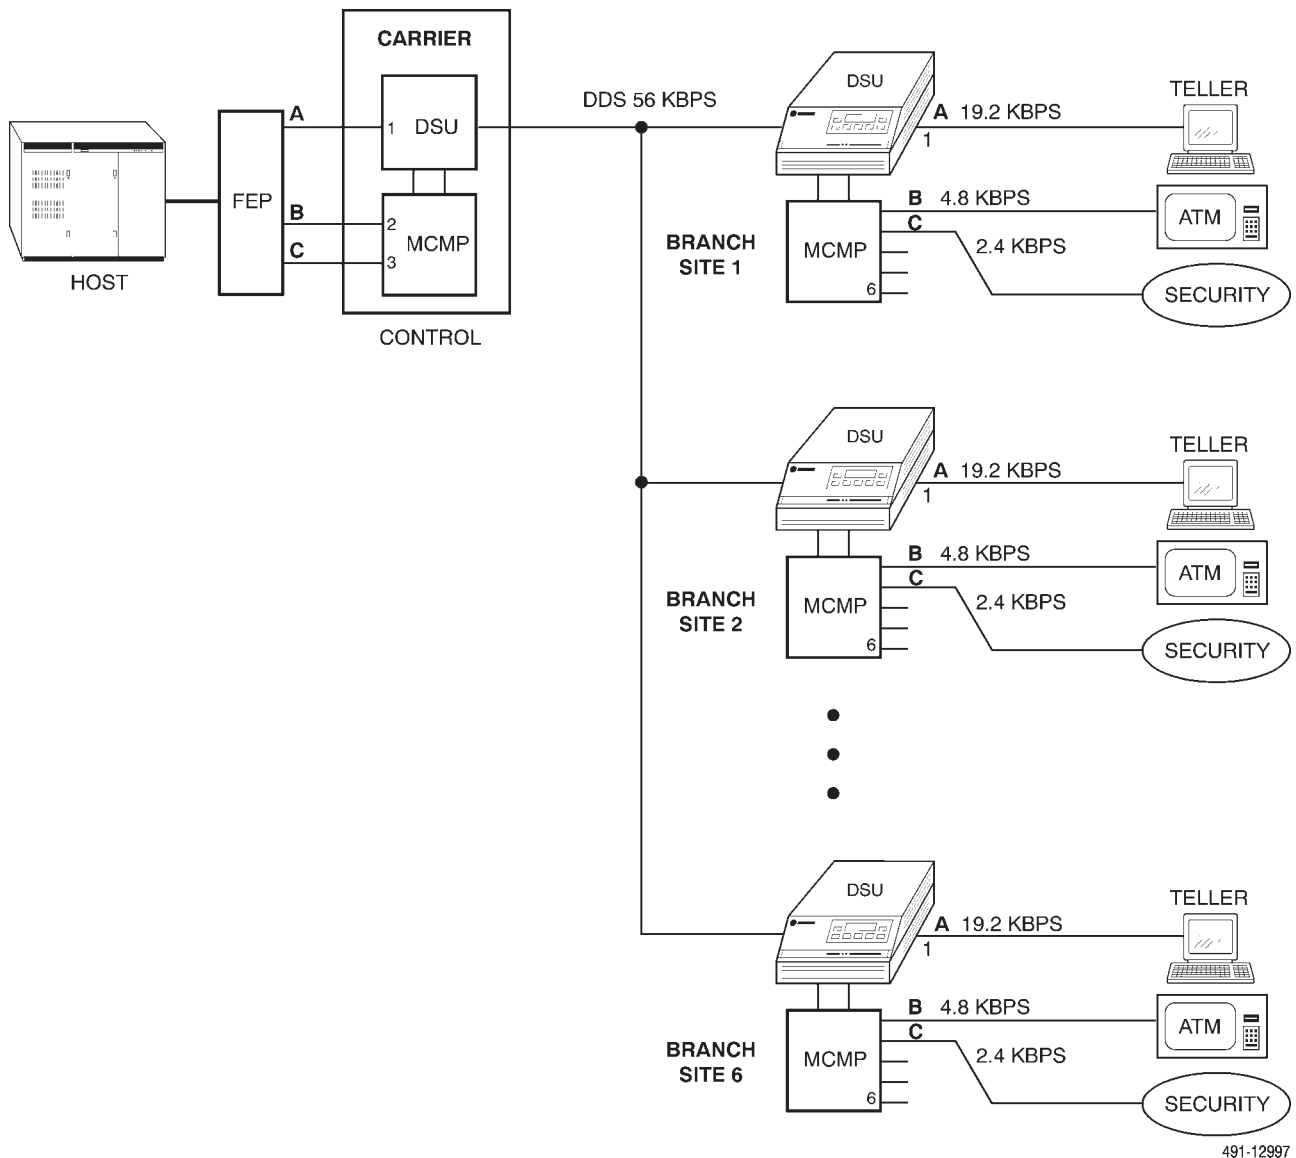 CARRIER
A
1
DSU
FEP
B
2
MCMP
C
3
HOST
CONTROL
DDS 56 KBPS
DSU
A 19.2 KBPS
1
TELLER
B 4.8 KBPS
ATM
C
2.4 KBPS
BRANCH
SITE 1
MCMP
6
SECURITY
DSU
A 19.2 KBPS
1
TELLER
B 4.8 KBPS
ATM
C
2.4 KBPS
BRANCH
SITE 2
MCMP
6
SECURITY
DSU
A 19.2 KBPS
1
TELLER
B 4.8 KBPS
ATM
C
2.4 KBPS
BRANCH
SITE 6
MCMP
6
SECURITY
491-12997